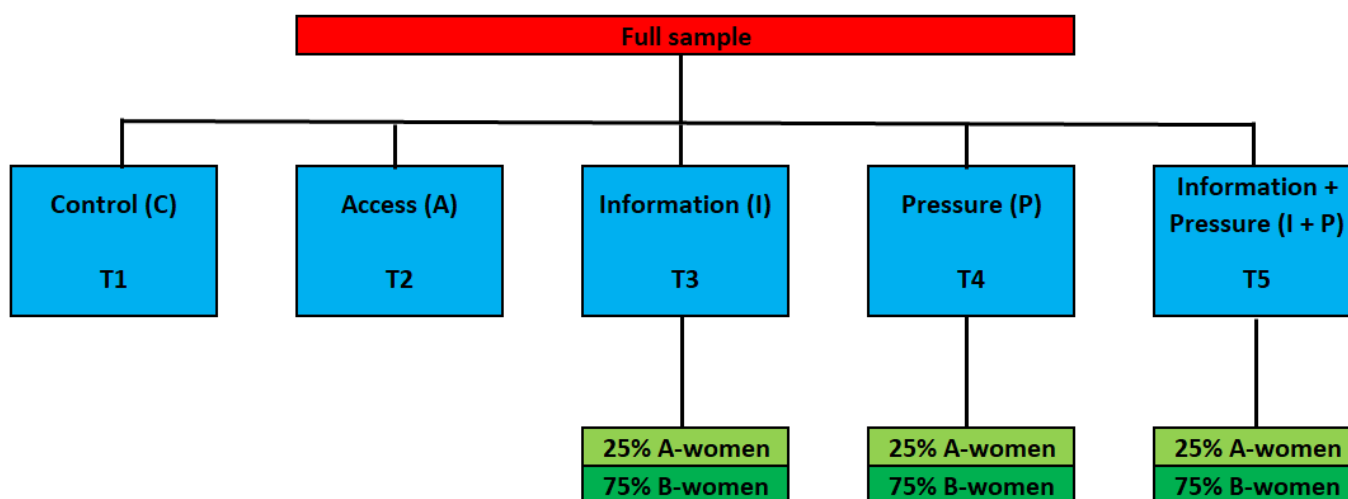 Full sample
Control (C)
T1
Access (A)
T2
Information (I)
T3
Pressure (P)
T4
Information +
Pressure (I + P)
T5
25% A-women
75% B-women
25% A-women
75% B-women
25% A-women
75% B-women